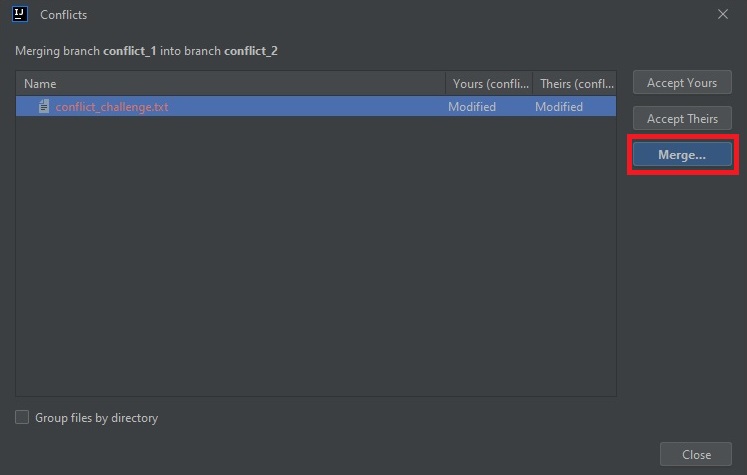 IJ Conflicts
Merging branch conflict_1 into branch conflict_2
Name Yours (confli... Theirs (confl...
conflict_challenge.txt Modified Modified
Accept Yours
Accept Theirs
Merge...
Group files by directory
Close